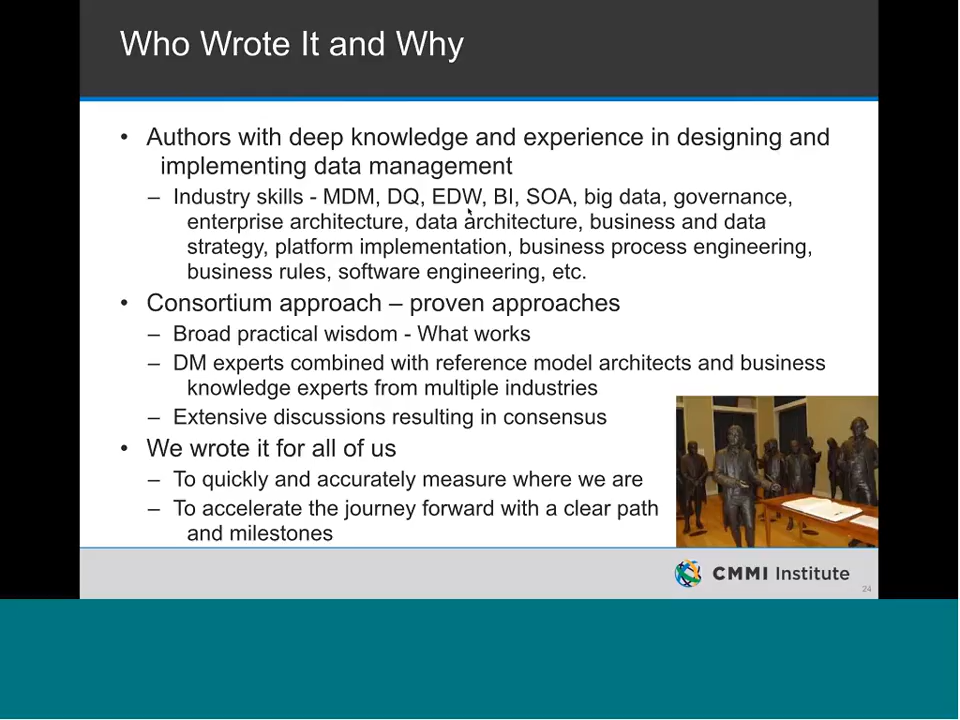 Who Wrote It and Why
• Authors with deep knowledge and experience in designing and
implementing data management
– Industry skills - MDM, DQ, EDW, BI, SOA, big data, governance,
enterprise architecture, data architecture, business and data
strategy, platform implementation, business process engineering,
business rules, software engineering, etc.
• Consortium approach – proven approaches
– Broad practical wisdom - What works
– DM experts combined with reference model architects and business
knowledge experts from multiple industries
– Extensive discussions resulting in consensus
• We wrote it for all of us
– To quickly and accurately measure where we are
– To accelerate the journey forward with a clear path
and milestones
CMMI Institute
24